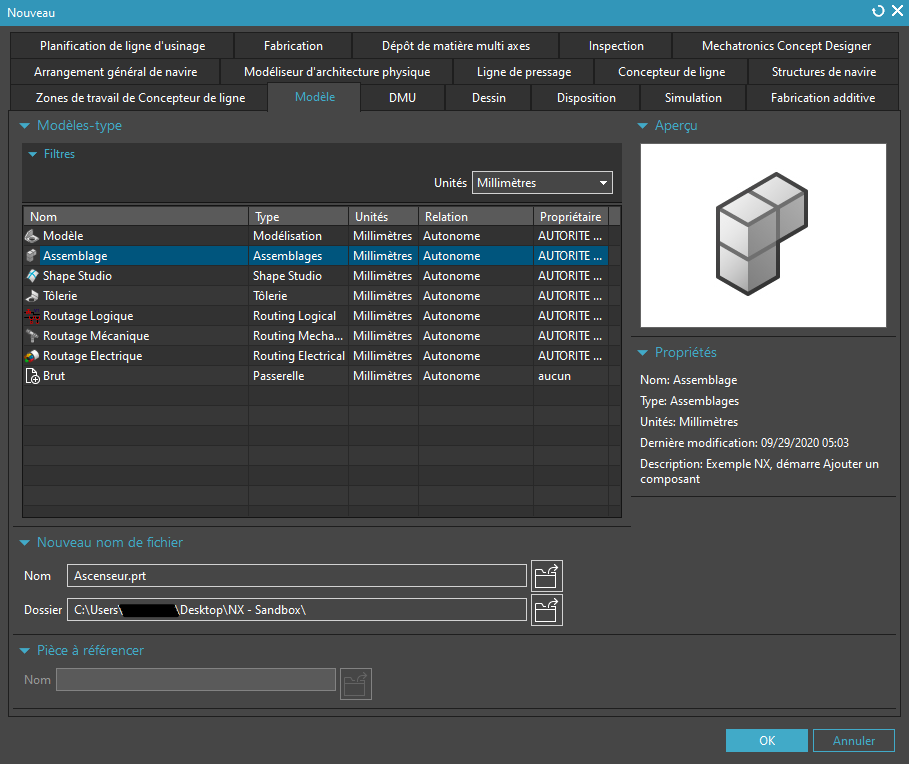 Nouveau
Planification de ligne d'usinage Fabrication Dépôt de matière multi axes Inspection Mechatronics Concept Designer
Arrangement général de navire Modéliseur d'architecture physique Ligne de pressage Concepteur de ligne Structures de navire
Zones de travail de Concepteur de ligne Modèle DMU Dessin Disposition Simulation Fabrication additive
Modèles-type
Filtres
Unités Millimètres
Nom Type Unités Relation Propriétaire
Modèle Modélisation Millimètres Autonome AUTORITE ...
Assemblage Assemblages Millimètres Autonome AUTORITE ...
Shape Studio Shape Studio Millimètres Autonome AUTORITE ...
Tôlerie Tôlerie Millimètres Autonome AUTORITE ...
Routage Logique Routing Logical Millimètres Autonome AUTORITE ...
Routage Mécanique Routing Mecha... Millimètres Autonome AUTORITE ...
Routage Electrique Routing Electrical Millimètres Autonome AUTORITE ...
Brut Passerelle Millimètres Autonome aucun
Aperçu
Propriétés
Nom: Assemblage
Type: Assemblages
Unités: Millimètres
Dernière modification: 09/29/2020 05:03
Description: Exemple NX, démarre Ajouter un
composant
Nouveau nom de fichier
Nom Ascenseur.prt
Dossier C:\Users\ \Desktop\NX - Sandbox\
Pièce à référencer
Nom
OK Annuler